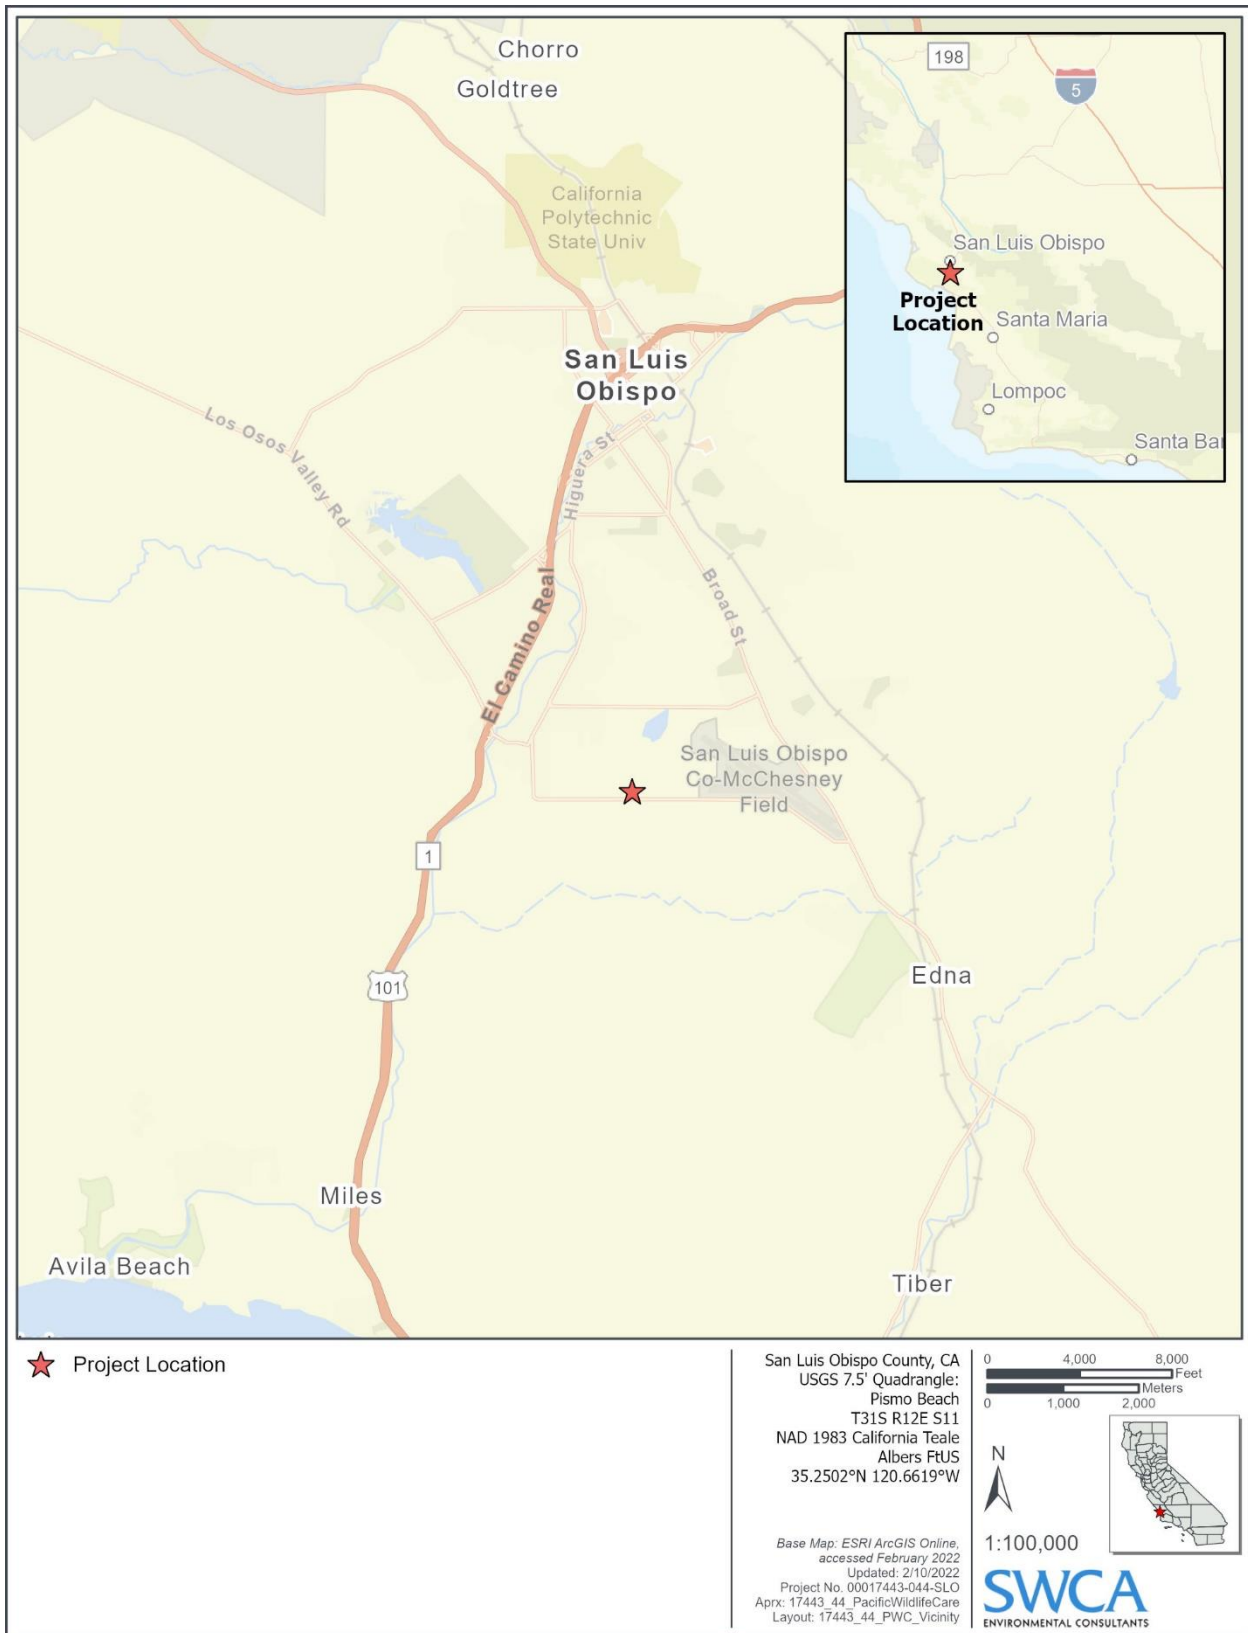 Chorro
Goldtree
California
Polytechnic
State Univ
198
5
San Luis Obispo
Project
Location
Santa Maria
Lompoc
Santa Bar
San Luis
Obispo
Los Osos Valley Rd
Higuera St
Broad St
El Camino Real
San Luis Obispo
Co-McChesney
Field
1
101
Edna
Miles
Avila Beach
Tiber
Project Location
San Luis Obispo County, CA
USGS 7.5' Quadrangle:
Pismo Beach
T31S R12E S11
NAD 1983 California Teale
Albers FtUS
35.2502°N 120.6619°W
Base Map: ESRI ArcGIS Online,
accessed February 2022
Updated: 2/10/2022
Project No. 00017443-044-SLO
Aprx: 17443_44_PacificWildlifeCare
Layout: 17443_44_PWC_Vicinity
0 4,000 8,000
Feet
Meters
0 1,000 2,000
N
1:100,000
SWCA
ENVIRONMENTAL CONSULTANTS